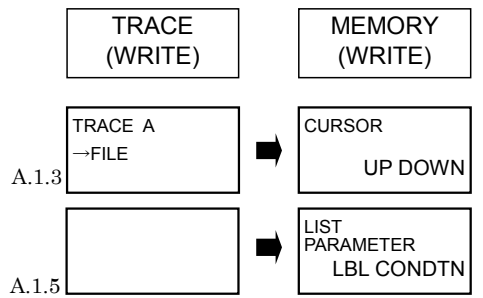 TRACE
(WRITE)
MEMORY
(WRITE)
TRACE A
→FILE
A.1.3
CURSOR
UP DOWN
A.1.5
LIST
PARAMETER
LBL CONDTN